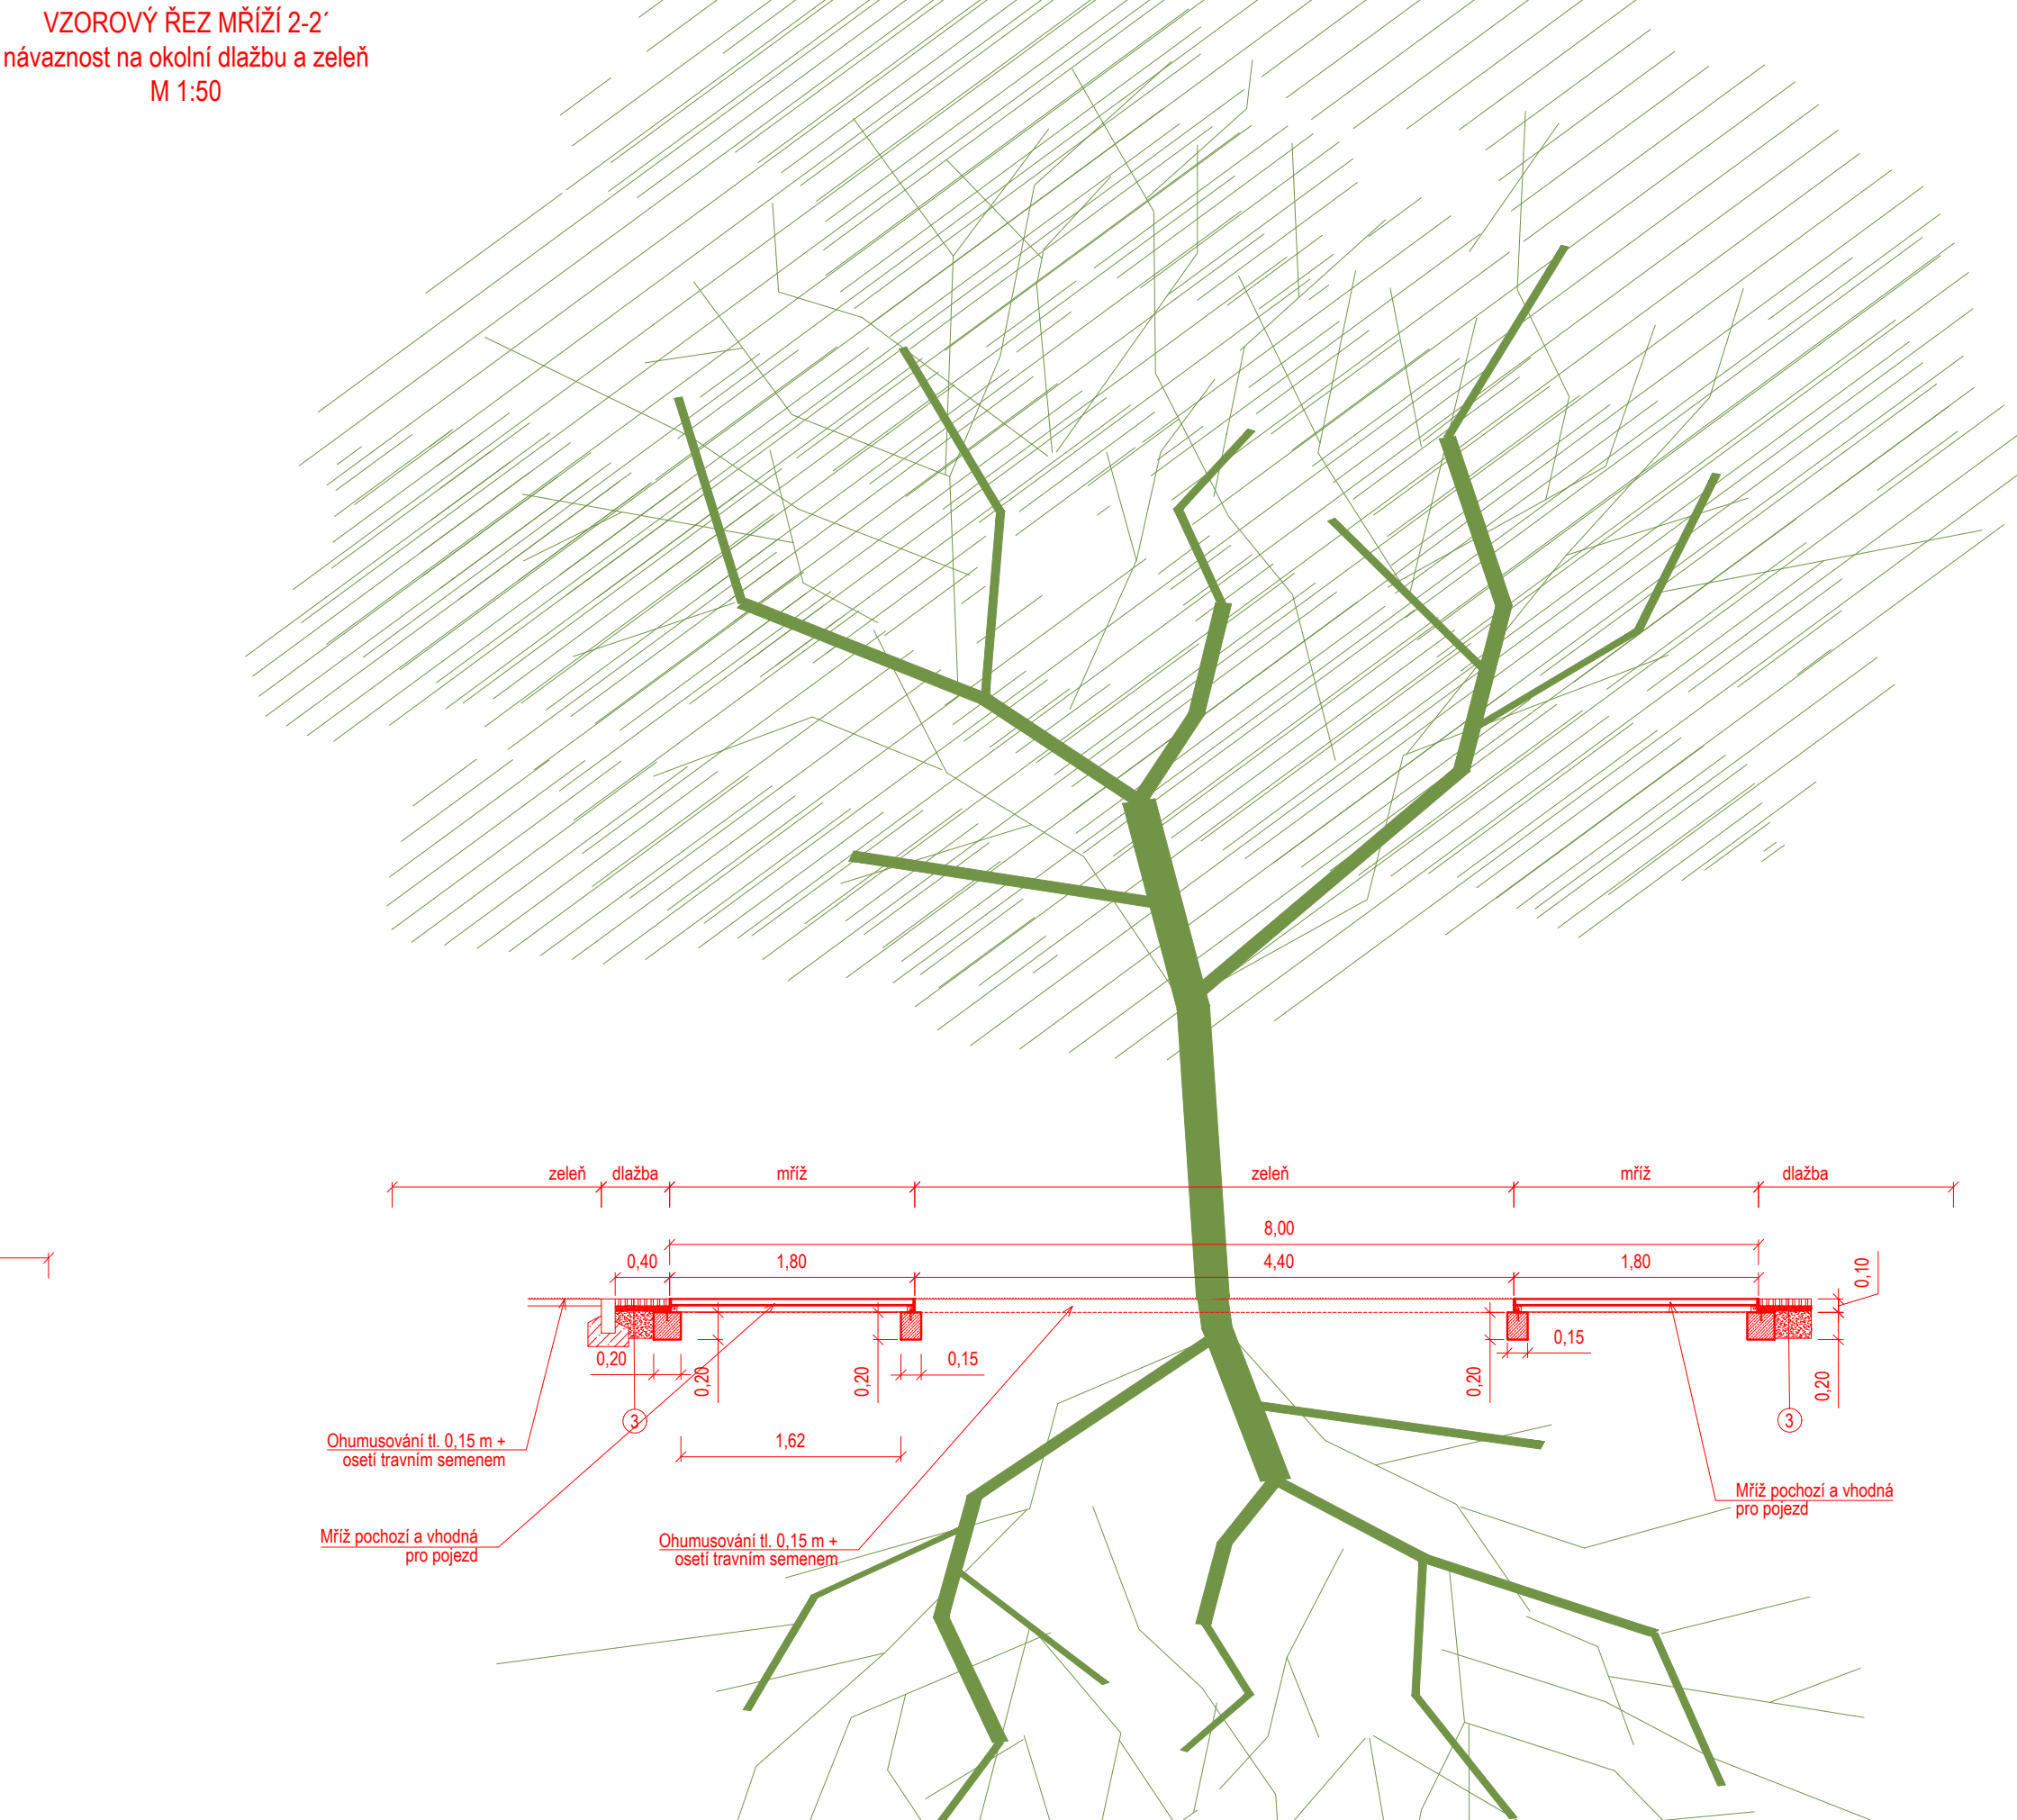 VZOROVÝ ŘEZ MŘÍŽÍ 2-2´
návaznost na okolní dlažbu a zeleň
M 1:50
zeleň dlažba mříž zeleň mříž dlažba
8,00
0,40 1,80 4,40 1,80 0,10
0,20 0,20 0,20 0,15 0,20 0,15 0,20
3 3
1,62
Ohumusování tl. 0,15 m +
osetí travním semenem
Mříž pochozí a vhodná
pro pojezd
Ohumusování tl. 0,15 m +
osetí travním semenem
Mříž pochozí a vhodná
pro pojezd